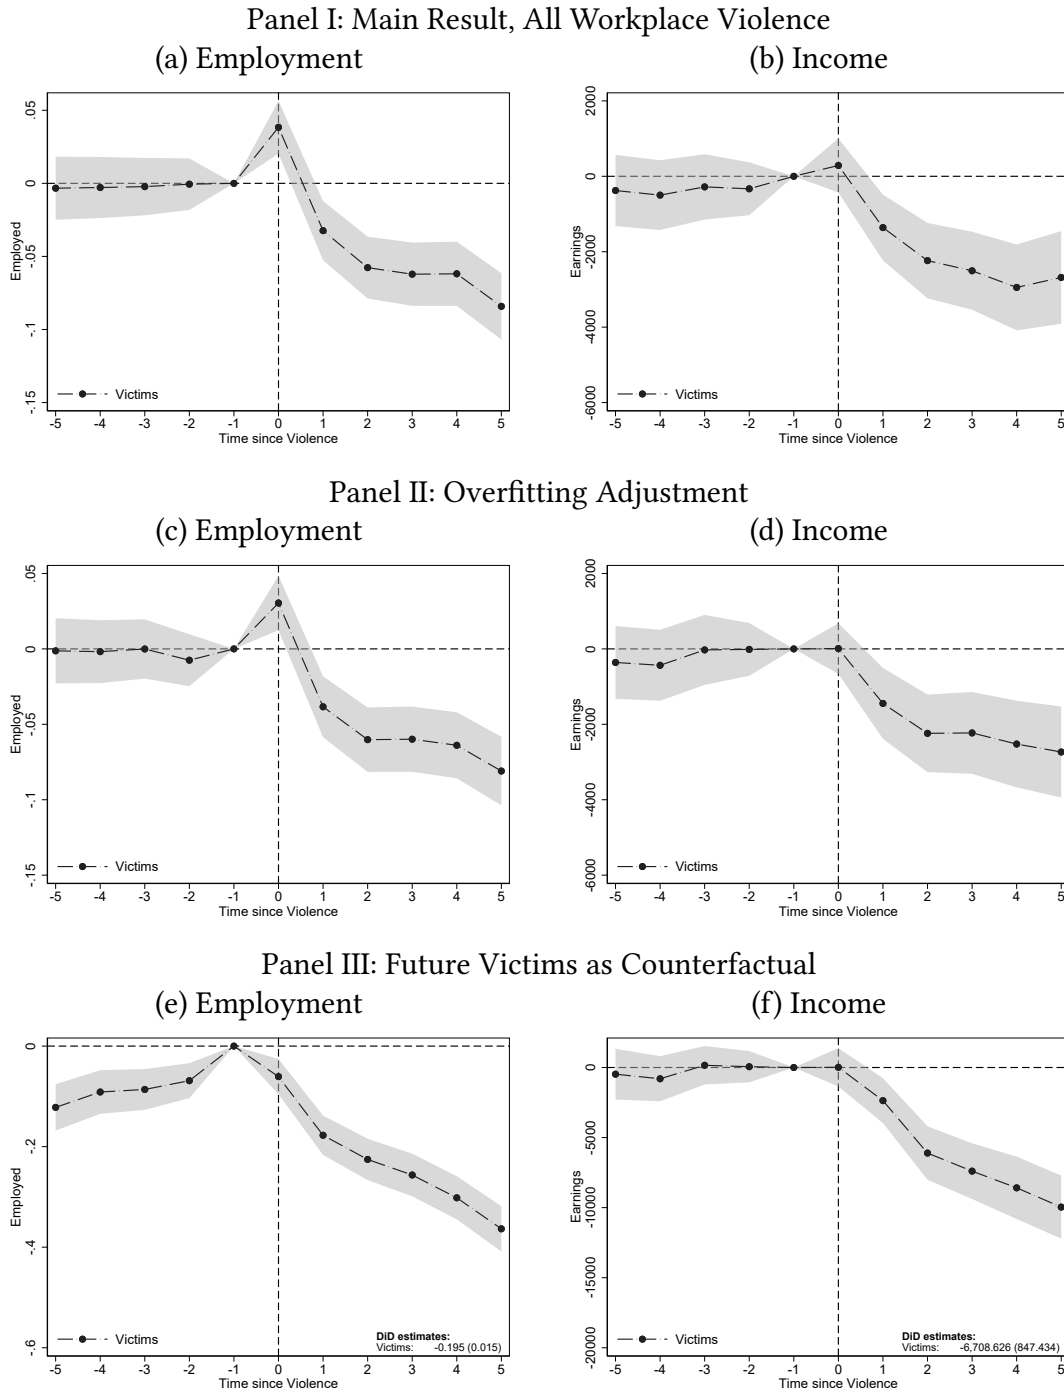 Panel I: Main Result, All Workplace Violence
(a) Employment
(b) Income
Employed
.05
0
-.05
-.1
-.15
Victims
-5 -4 -3 -2 -1 0 1 2 3 4 5
Time since Violence
Earnings
2000
0
-2000
-4000
-6000
Victims
-5 -4 -3 -2 -1 0 1 2 3 4 5
Time since Violence
Panel II: Overfitting Adjustment
(c) Employment
(d) Income
Employed
.05
0
-.05
-.1
-.15
Victims
-5 -4 -3 -2 -1 0 1 2 3 4 5
Time since Violence
Earnings
2000
0
-2000
-4000
-6000
Victims
-5 -4 -3 -2 -1 0 1 2 3 4 5
Time since Violence
Panel III: Future Victims as Counterfactual
(e) Employment
(f) Income
Employed
0
-.2
-.4
-.6
Victims
DiD estimates:
Victims: -0.195 (0.015)
-5 -4 -3 -2 -1 0 1 2 3 4 5
Time since Violence
Earnings
0
-5000
-10000
-15000
-20000
Victims
DiD estimates:
Victims: -6,708.626 (847.434)
-5 -4 -3 -2 -1 0 1 2 3 4 5
Time since Violence